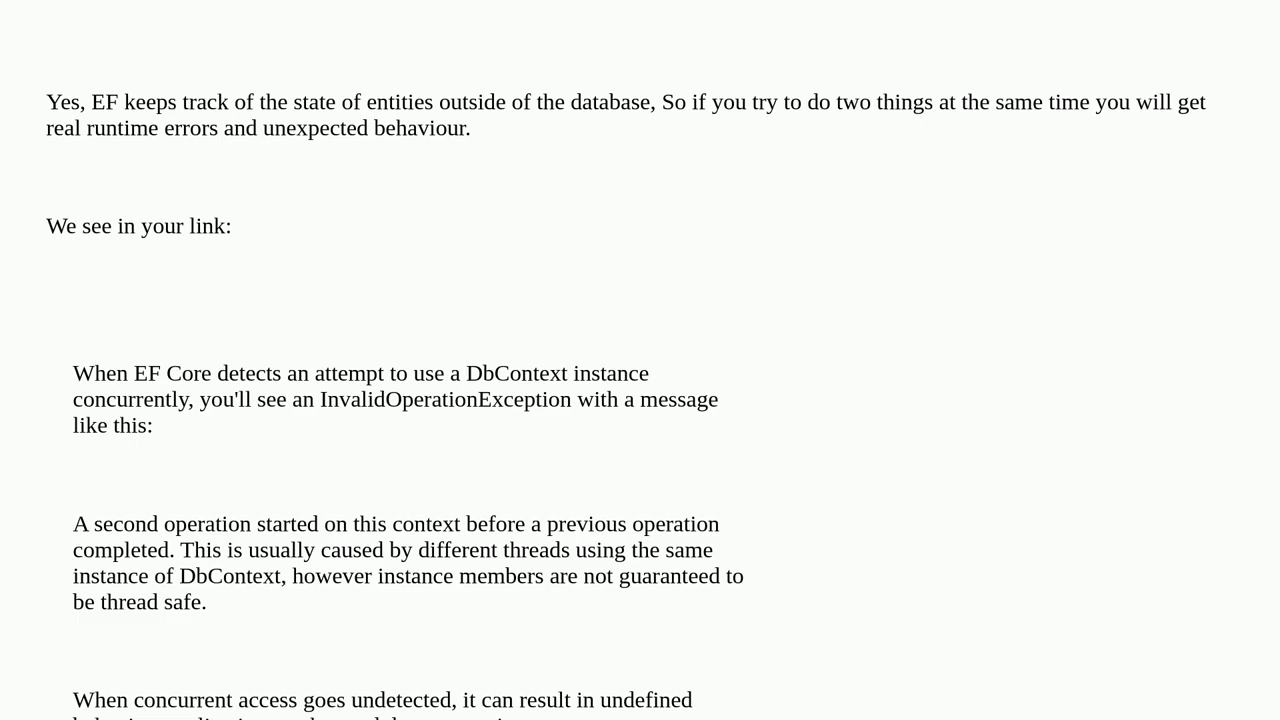 Yes, EF keeps track of the state of entities outside of the database, So if you try to do two things at the same time you will get
real runtime errors and unexpected behaviour.
We see in your link:
When EF Core detects an attempt to use a DbContext instance
concurrently, you'll see an InvalidOperationException with a message
like this:
A second operation started on this context before a previous operation
completed. This is usually caused by different threads using the same
instance of DbContext, however instance members are not guaranteed to
be thread safe.
When concurrent access goes undetected, it can result in undefined